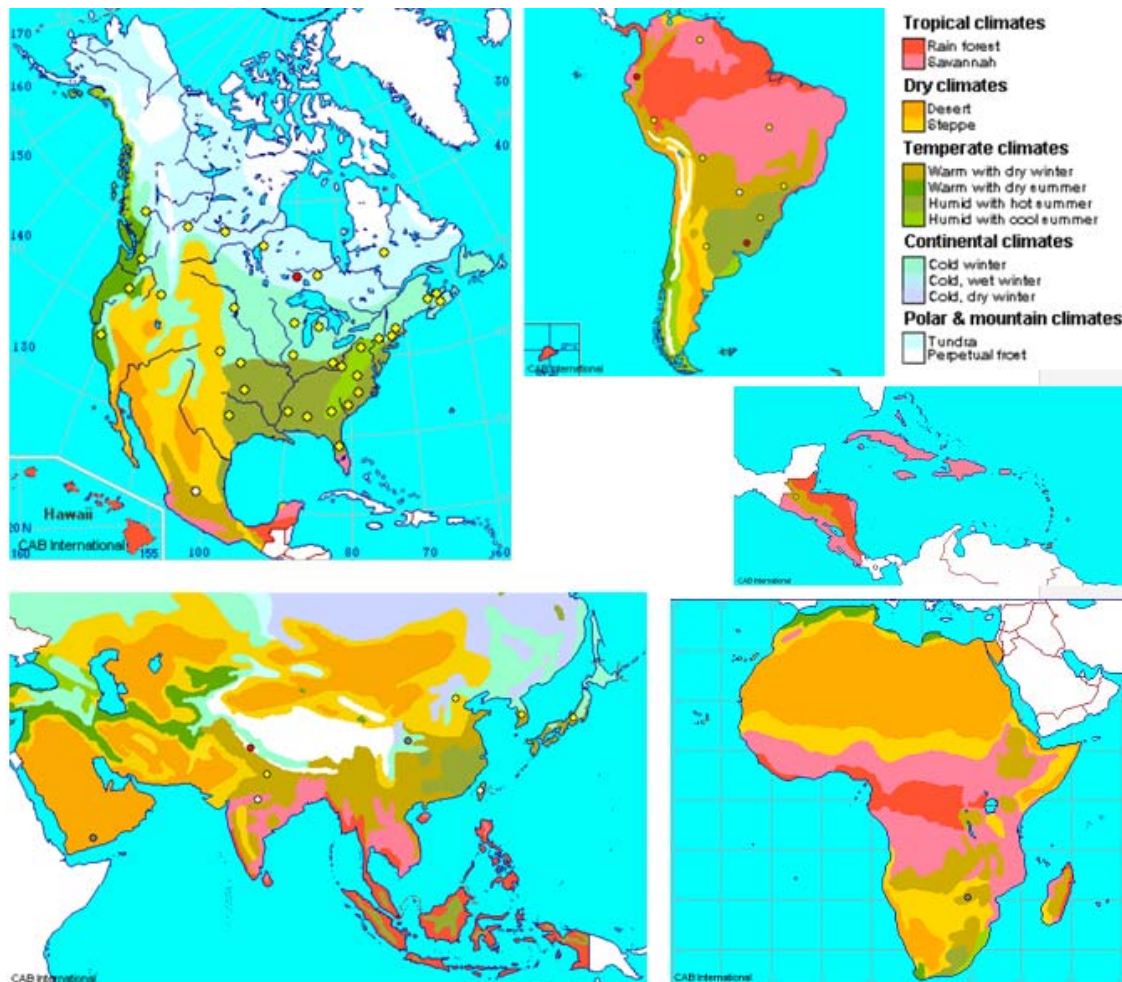 170
160
150
140
130
160
20N
155
100
80
70
60
50
40
Hawaii
CAB International
CAB International
Tropical climates
Rain forest
Savannah
Dry climates
Desert
Steppe
Temperate climates
Warm with dry winter
Warm with dry summer
Humid with hot summer
Humid with cool summer
Continental climates
Cold winter
Cold, wet winter
Cold, dry winter
Polar & mountain climates
Tundra
Perpetual frost
CAB International
CAB International
CAB International